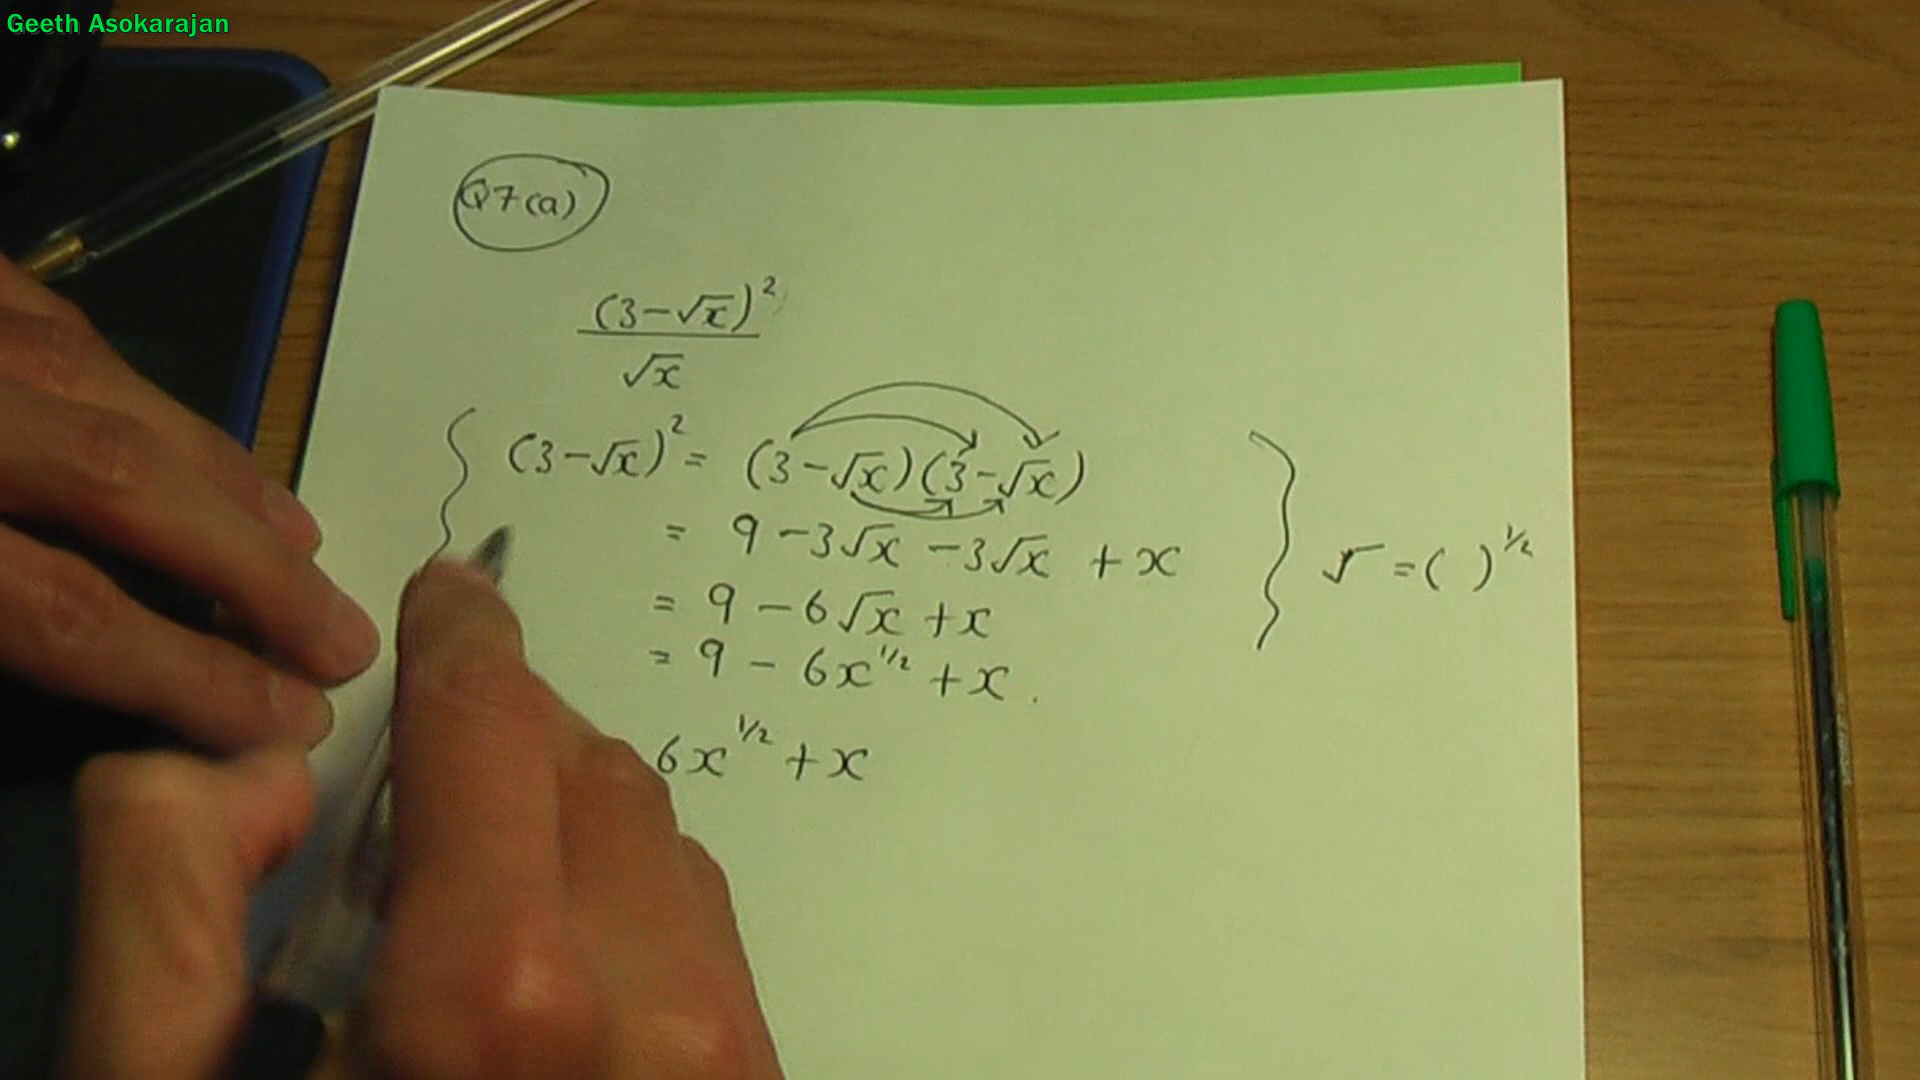 Geeth Asokarajan
Q7(a)
(3-√x)²
√x
(3-√x)² = (3-√x)(3-√x)
= 9 - 3√x - 3√x + x
= 9 - 6√x + x
= 9 - 6x^1/2 + x.
√ = ( )^1/2
6x^1/2 + x